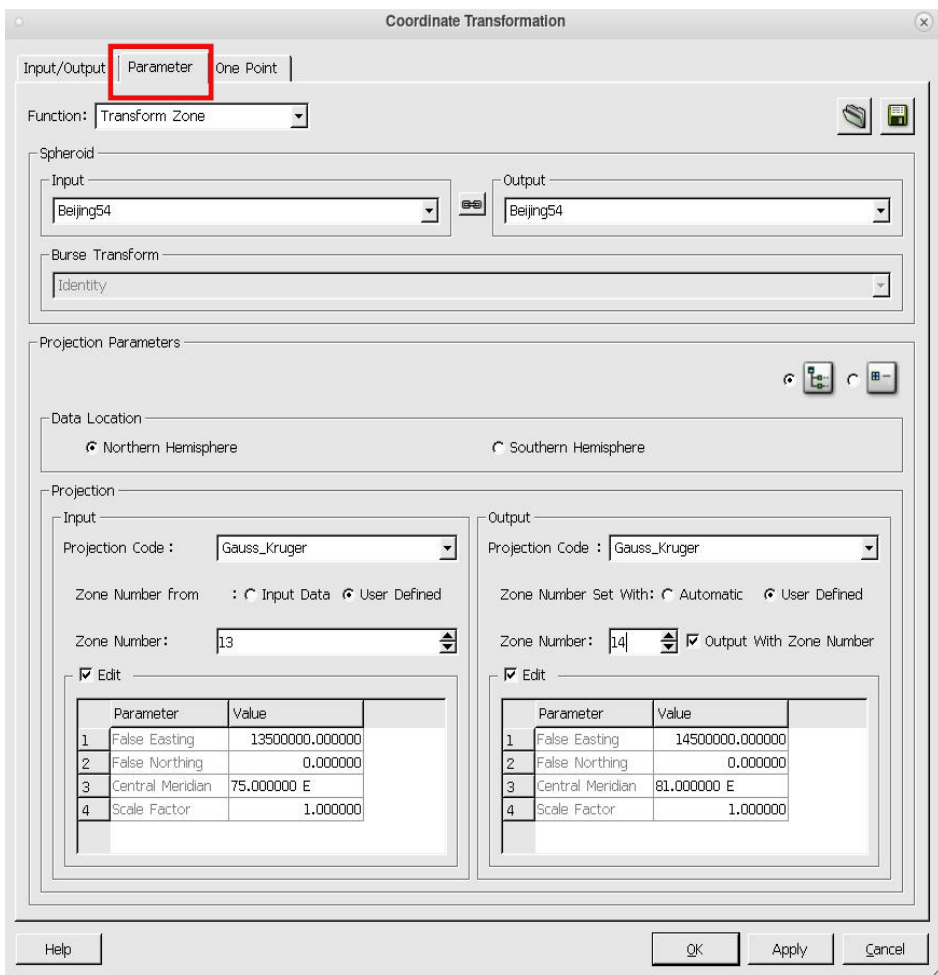 Coordinate Transformation
Input/Output Parameter One Point
Function: Transform Zone
Spheroid
Input Output
Beijing54 Beijing54
Burse Transform
Identity
Projection Parameters
Data Location
Northern Hemisphere Southern Hemisphere
Projection
Input
Projection Code : Gauss_Kruger
Zone Number from : Input Data User Defined
Zone Number: 13
Edit
Parameter Value
1 False Easting 13500000.000000
2 False Northing 0.000000
3 Central Meridian 75.000000 E
4 Scale Factor 1.000000
Output
Projection Code : Gauss_Kruger
Zone Number Set With: Automatic User Defined
Zone Number: 14 Output With Zone Number
Edit
Parameter Value
1 False Easting 14500000.000000
2 False Northing 0.000000
3 Central Meridian 81.000000 E
4 Scale Factor 1.000000
Help OK Apply Cancel